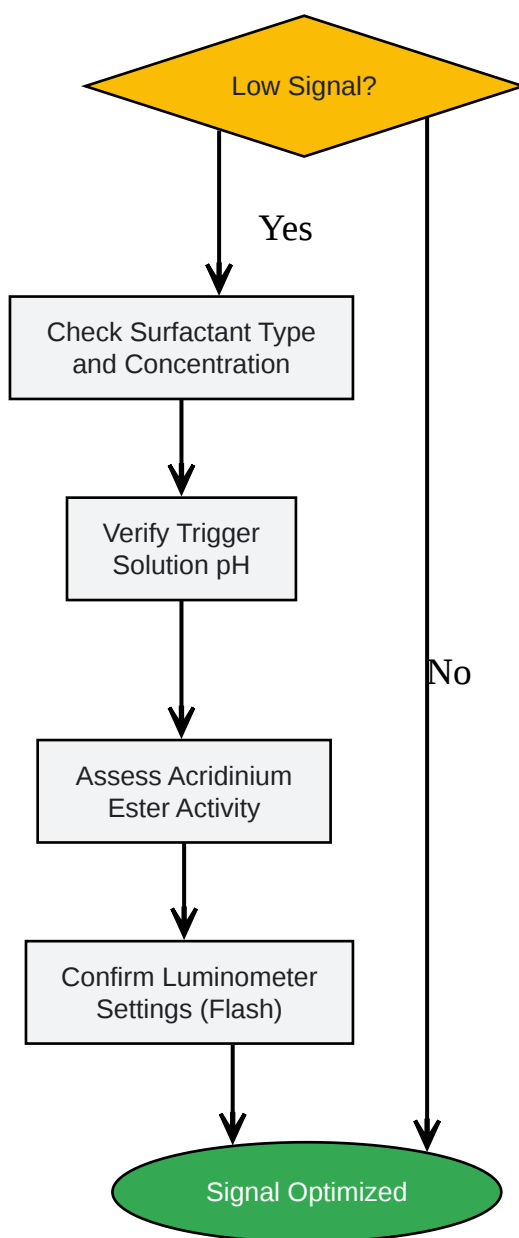 Low Signal?
Yes
Check Surfactant Type
and Concentration
Verify Trigger
Solution pH
No
Assess Acridinium
Ester Activity
Confirm Luminometer
Settings (Flash)
Signal Optimized